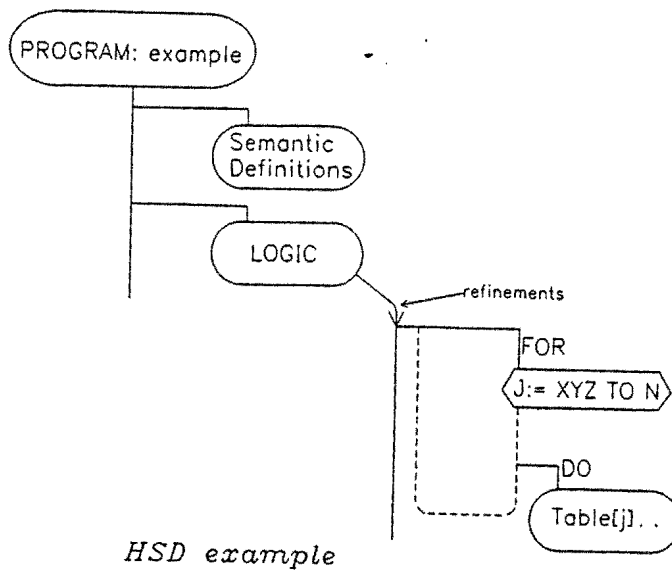 PROGRAM: example
Semantic
Definitions
LOGIC
refinements
FOR
J:= XYZ TO N
DO
Table[j]..
HSD example